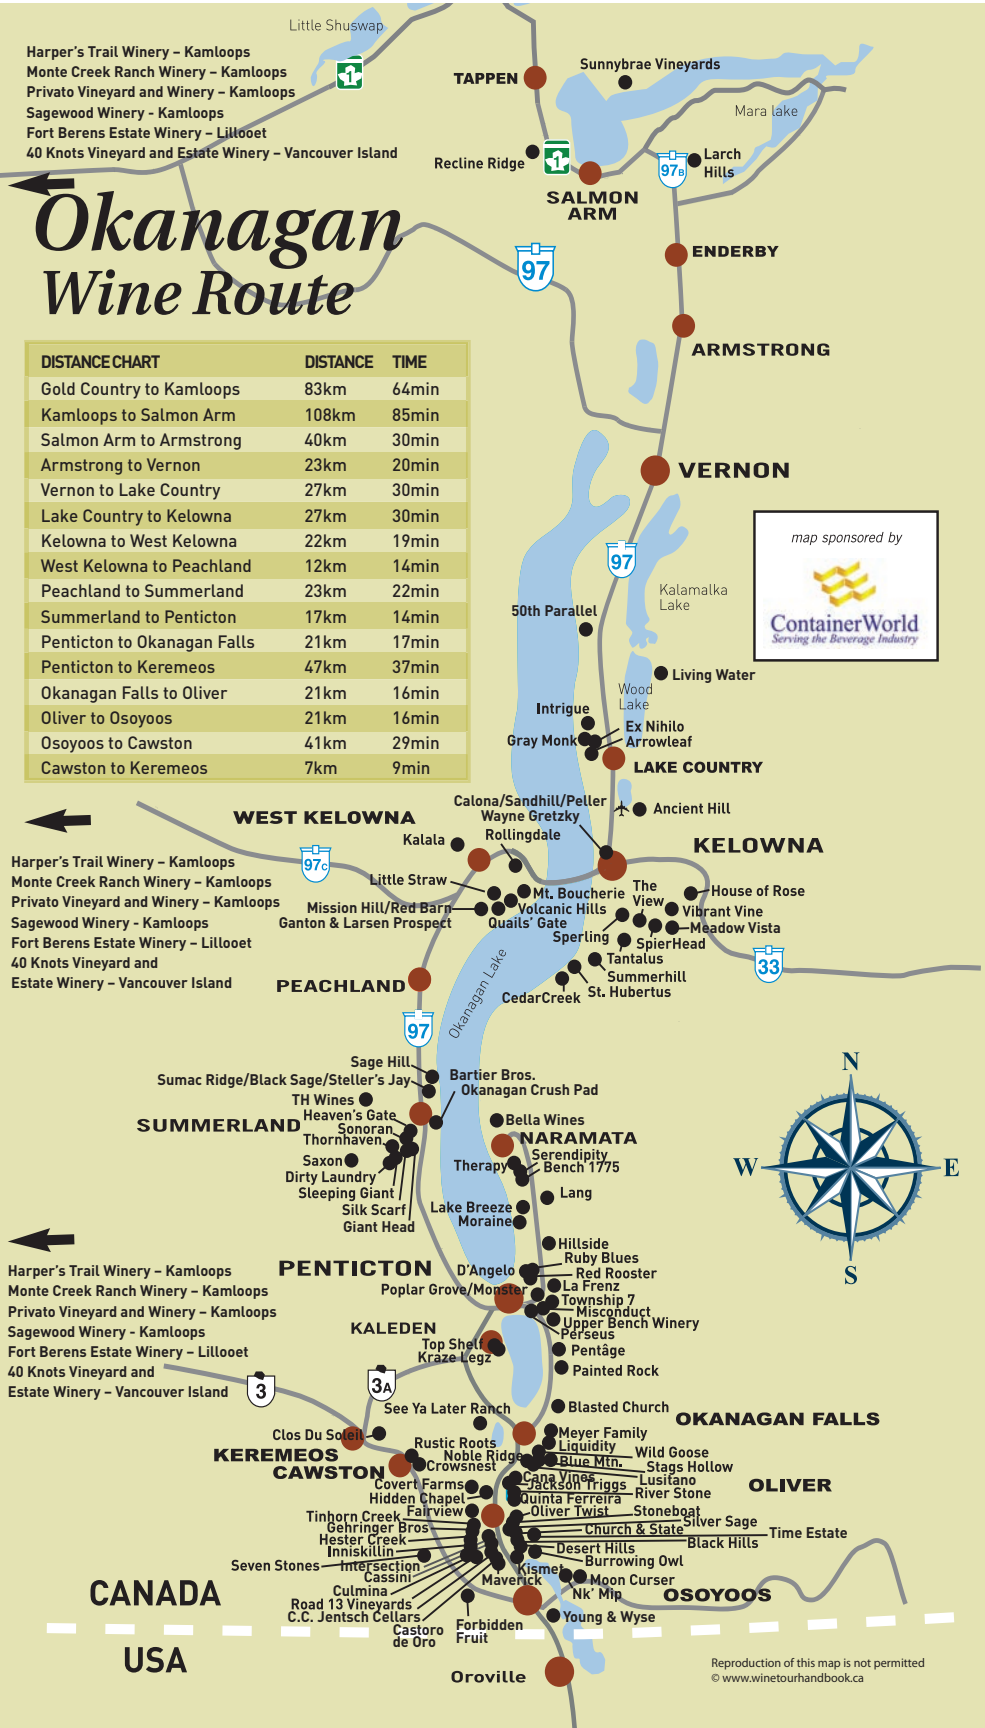 Little Shuswap
Harper's Trail Winery – Kamloops
Monte Creek Ranch Winery – Kamloops
Privato Vineyard and Winery – Kamloops
Sagewood Winery - Kamloops
Fort Berens Estate Winery – Lillooet
40 Knots Vineyard and Estate Winery – Vancouver Island
1
TAPPEN
Sunnybrae Vineyards
Mara lake
Recline Ridge
1
97B
Larch
Hills
SALMON
ARM
Okanagan
Wine Route
97
ENDERBY
ARMSTRONG
DISTANCE CHART DISTANCE TIME
Gold Country to Kamloops 83km 64min
Kamloops to Salmon Arm 108km 85min
Salmon Arm to Armstrong 40km 30min
Armstrong to Vernon 23km 20min
Vernon to Lake Country 27km 30min
Lake Country to Kelowna 27km 30min
Kelowna to West Kelowna 22km 19min
West Kelowna to Peachland 12km 14min
Peachland to Summerland 23km 22min
Summerland to Penticton 17km 14min
Penticton to Okanagan Falls 21km 17min
Penticton to Keremeos 47km 37min
Okanagan Falls to Oliver 21km 16min
Oliver to Osoyoos 21km 16min
Osoyoos to Cawston 41km 29min
Cawston to Keremeos 7km 9min
VERNON
97
map sponsored by
ContainerWorld
Serving the Beverage Industry
Kalamalka
Lake
50th Parallel
Living Water
Wood
Lake
Intrigue
Ex Nihilo
Gray Monk
Arrowleaf
LAKE COUNTRY
Calona/Sandhill/Peller
Wayne Gretzky
Ancient Hill
WEST KELOWNA
Rollingdale
Kalala
KELOWNA
97C
Harper's Trail Winery – Kamloops
Monte Creek Ranch Winery – Kamloops
Privato Vineyard and Winery – Kamloops
Sagewood Winery - Kamloops
Fort Berens Estate Winery – Lillooet
40 Knots Vineyard and
Estate Winery – Vancouver Island
Little Straw
Mt. Boucherie
The
View
House of Rose
Mission Hill/Red Barn
Volcanic Hills
Vibrant Vine
Ganton & Larsen Prospect
Quails' Gate
Meadow Vista
Sperling
SpierHead
Tantalus
Summerhill
33
St. Hubertus
CedarCreek
Okanagan Lake
PEACHLAND
97
Sage Hill
Bartier Bros.
Sumac Ridge/Black Sage/Steller's Jay
Okanagan Crush Pad
TH Wines
Heaven's Gate
SUMMERLAND
Sonoran
Thornhaven
Saxon
Dirty Laundry
Sleeping Giant
Silk Scarf
Giant Head
Bella Wines
NARAMATA
Serendipity
Therapy
Bench 1775
Lang
Lake Breeze
Moraine
N
W
E
S
Hillside
Ruby Blues
PENTICTON
D'Angelo
Red Rooster
Poplar Grove/Monster
La Frenz
Township 7
Misconduct
Upper Bench Winery
Perseus
Harper's Trail Winery – Kamloops
Monte Creek Ranch Winery – Kamloops
Privato Vineyard and Winery – Kamloops
Sagewood Winery - Kamloops
Fort Berens Estate Winery – Lillooet
40 Knots Vineyard and
Estate Winery – Vancouver Island
KALEDEN
Top Shelf
Kraze Legz
Pentâge
Painted Rock
3
3A
See Ya Later Ranch
Blasted Church
OKANAGAN FALLS
Clos Du Soleil
Meyer Family
Rustic Roots
Liquidity
KEREMEOS
Noble Ridge
Wild Goose
Blue Mtn.
Crowsnest
CAWSTON
Stags Hollow
Cana Vines
Lusitano
OLIVER
Covert Farms
Jackson Triggs
River Stone
Hidden Chapel
Quinta Ferreira
Fairview
Oliver Twist
Stoneboat
Tinhorn Creek
Silver Sage
Gehringer Bros
Church & State
Time Estate
Hester Creek
Black Hills
Inniskillin
Desert Hills
Seven Stones
Intersection
Burrowing Owl
Cassini
Kismet
Maverick
Moon Curser
Culmina
Nk' Mip
OSOYOOS
Road 13 Vineyards
C.C. Jentsch Cellars
Young & Wyse
Castoro
de Oro
Forbidden
Fruit
CANADA
USA
Oroville
Reproduction of this map is not permitted
© www.winetourhandbook.ca